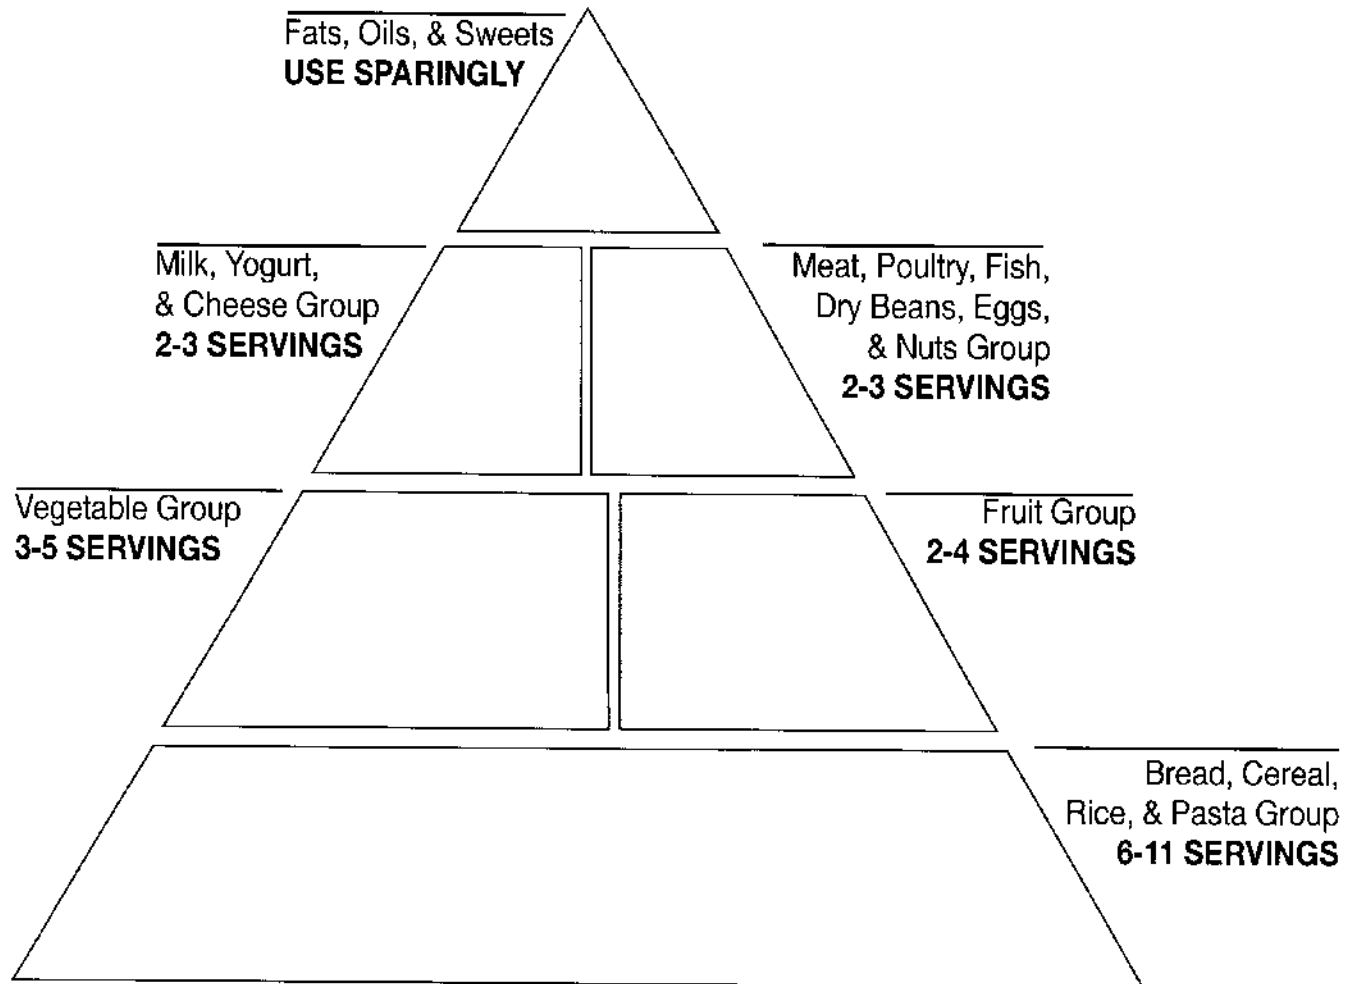 Fats, Oils, & Sweets
USE SPARINGLY
Milk, Yogurt,
& Cheese Group
2-3 SERVINGS
Meat, Poultry, Fish,
Dry Beans, Eggs,
& Nuts Group
2-3 SERVINGS
Vegetable Group
3-5 SERVINGS
Fruit Group
2-4 SERVINGS
Bread, Cereal,
Rice, & Pasta Group
6-11 SERVINGS